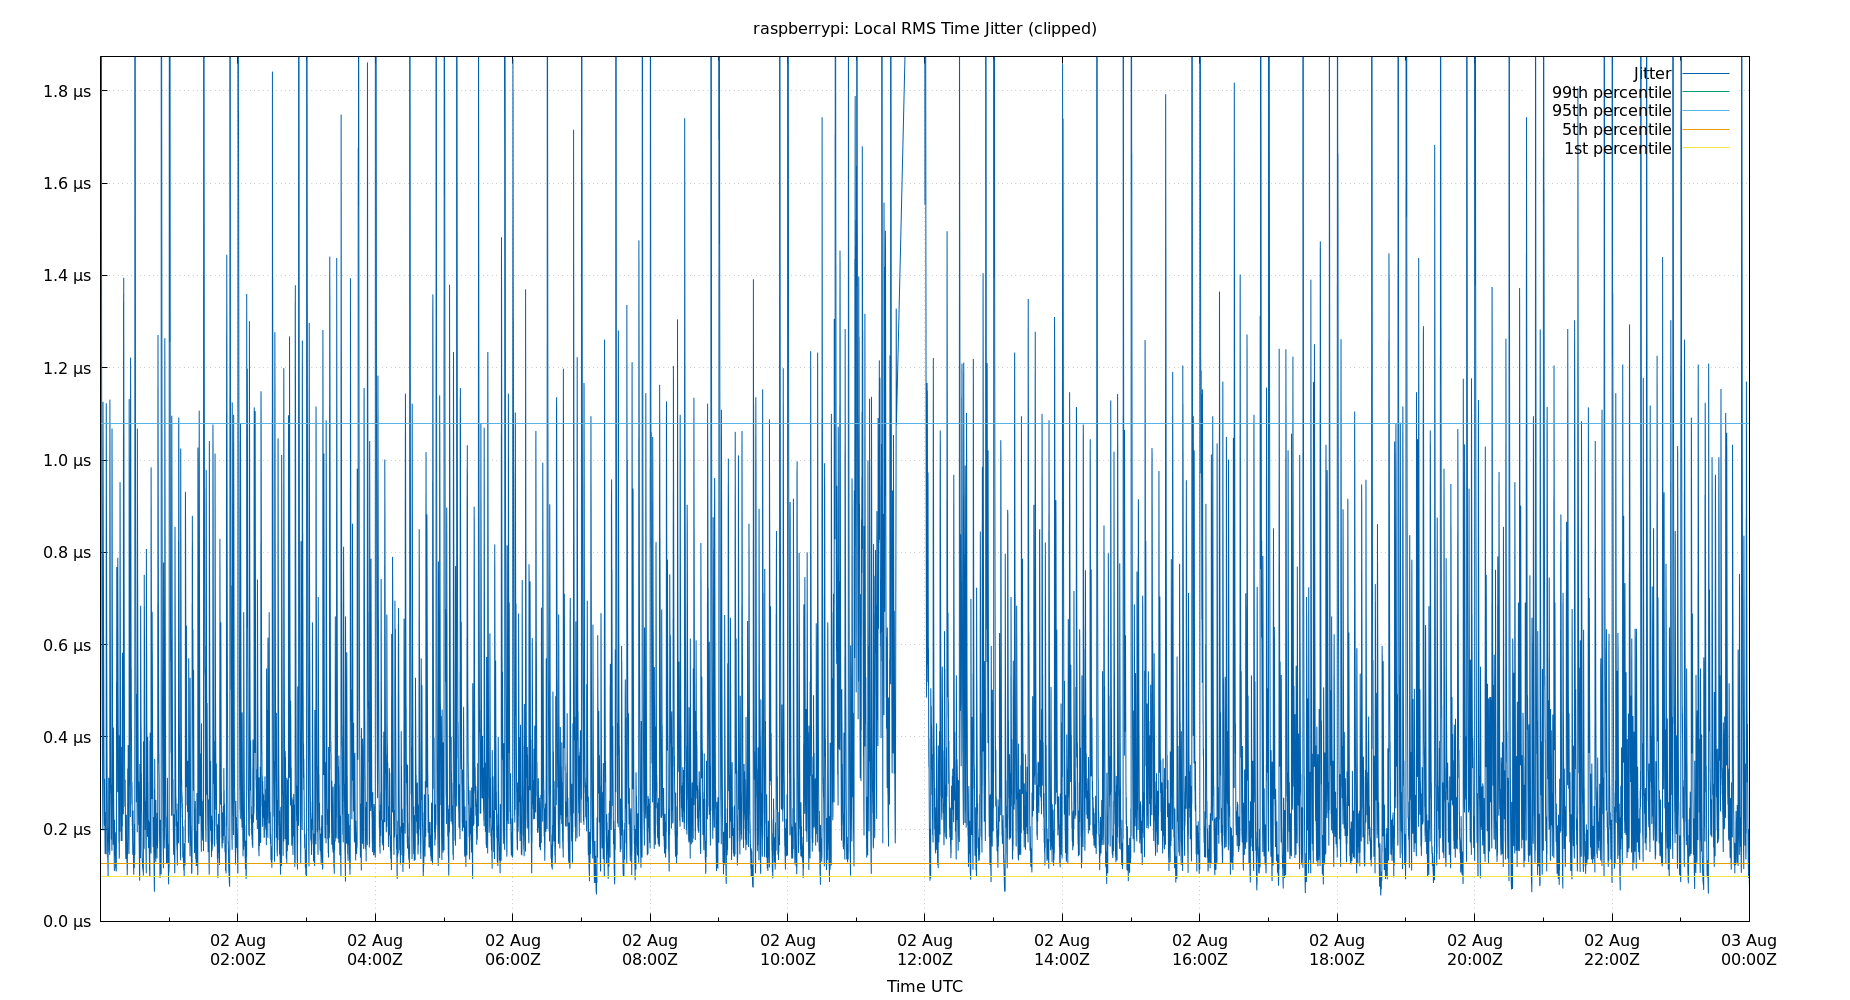 raspberrypi: Local RMS Time Jitter (clipped)
Jitter
99th percentile
95th percentile
5th percentile
1st percentile
1.8 µs
1.6 µs
1.4 µs
1.2 µs
1.0 µs
0.8 µs
0.6 µs
0.4 µs
0.2 µs
0.0 µs
02 Aug 02 Aug 02 Aug 02 Aug 02 Aug 02 Aug 02 Aug 02 Aug 02 Aug 02 Aug 02 Aug 03 Aug
02:00Z 04:00Z 06:00Z 08:00Z 10:00Z 12:00Z 14:00Z 16:00Z 18:00Z 20:00Z 22:00Z 00:00Z
Time UTC